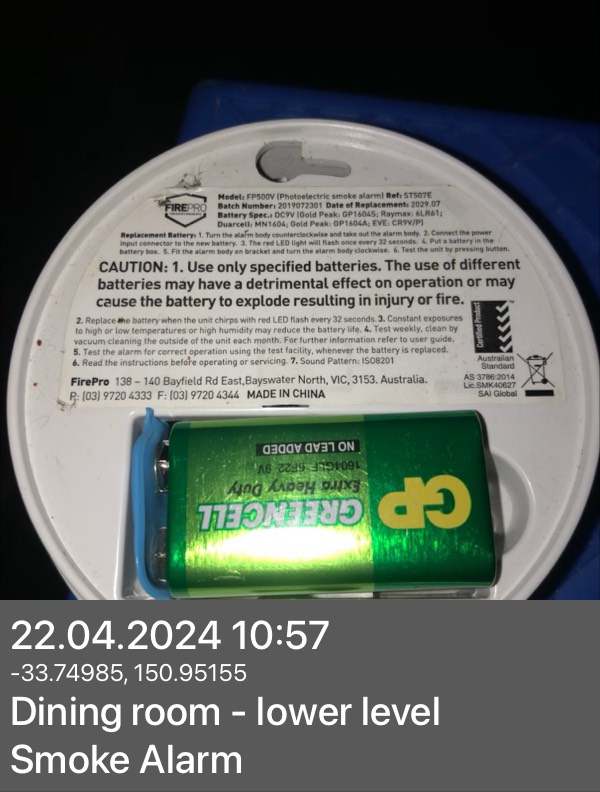 FIREPRO
Model: FP500V (Photoelectric smoke alarm) Ref: ST507E
Batch Number: 2019072301 Date of Replacement: 2029.07
Battery Spec.: DC9V (Gold Peak: GP1604S; Raymax: 6LR61;
Duarcell: MN1604; Gold Peak: GP1604A; EVE: CR9V/P)
Replacement Battery: 1. Turn the alarm body counterclockwise and take out the alarm body. 2. Connect the power
input connector to the new battery. 3. The red LED light will flash once every 32 seconds. 4. Put a battery in the
battery box. 5. Fit the alarm body on bracket and turn the alarm body clockwise. 6. Test the unit by pressing button.
CAUTION: 1. Use only specified batteries. The use of different
batteries may have a detrimental effect on operation or may
cause the battery to explode resulting in injury or fire.
2. Replace the battery when the unit chirps with red LED flash every 32 seconds. 3. Constant exposures
to high or low temperatures or high humidity may reduce the battery life. 4. Test weekly, clean by
vacuum cleaning the outside of the unit each month. For further information refer to user guide.
5. Test the alarm for correct operation using the test facility, whenever the battery is replaced.
6. Read the instructions before operating or servicing. 7. Sound Pattern: ISO8201
Certified Product
Australian
Standard
AS 3786:2014
Lic.SMK40627
SAI Global
FirePro 138 – 140 Bayfield Rd East,Bayswater North, VIC, 3153. Australia.
P: (03) 9720 4333 F: (03) 9720 4344 MADE IN CHINA
GP
GREENCELL
Extra Heavy Duty
1604GLF 6F22 9V
NO LEAD ADDED
22.04.2024 10:57
-33.74985, 150.95155
Dining room - lower level
Smoke Alarm